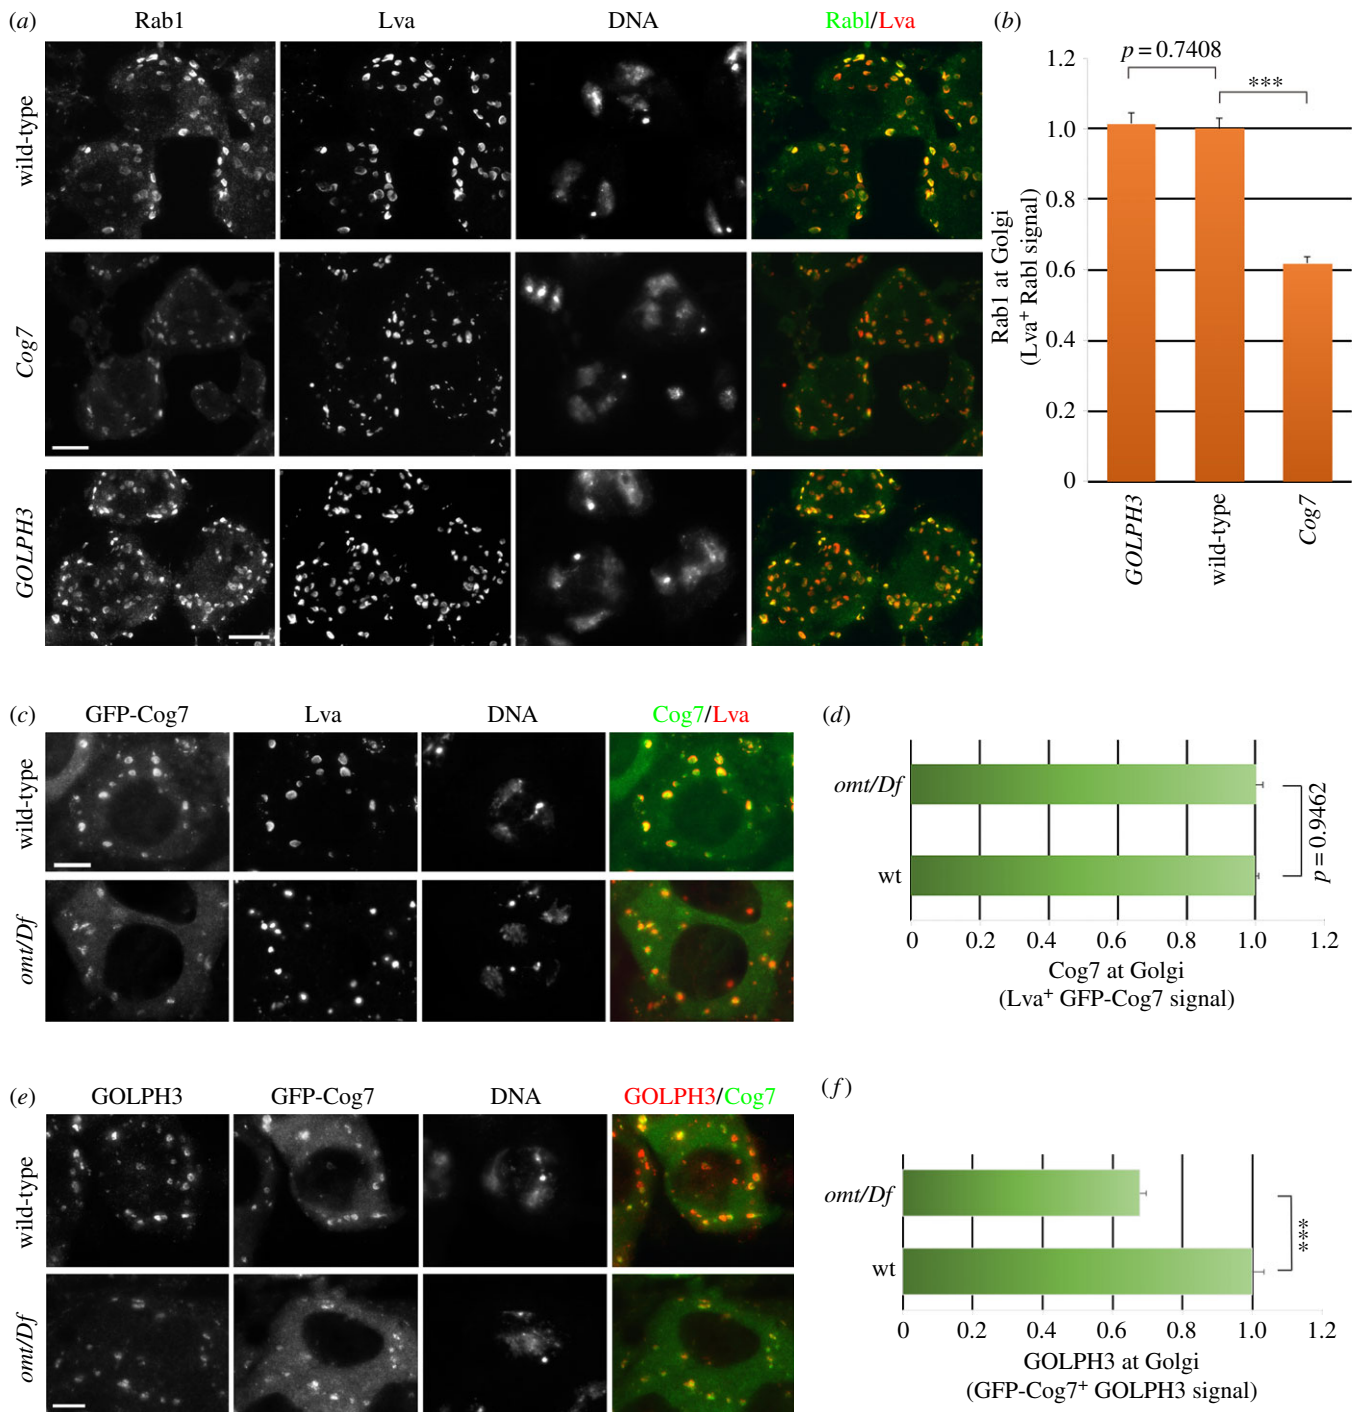 (a) Rab1 Lva DNA Rabl/Lva
wild-type
Cog7
GOLPH3
(b)
p = 0.7408
***
1.2
1.0
0.8
0.6
0.4
0.2
0
Rab1 at Golgi
(Lva+ Rabl signal)
GOLPH3
wild-type
Cog7
(c) GFP-Cog7 Lva DNA Cog7/Lva
wild-type
omt/Df
(d)
omt/Df
wt
p = 0.9462
0 0.2 0.4 0.6 0.8 1.0 1.2
Cog7 at Golgi
(Lva+ GFP-Cog7 signal)
(e) GOLPH3 GFP-Cog7 DNA GOLPH3/Cog7
wild-type
omt/Df
(f)
omt/Df
wt
***
0 0.2 0.4 0.6 0.8 1.0 1.2
GOLPH3 at Golgi
(GFP-Cog7+ GOLPH3 signal)